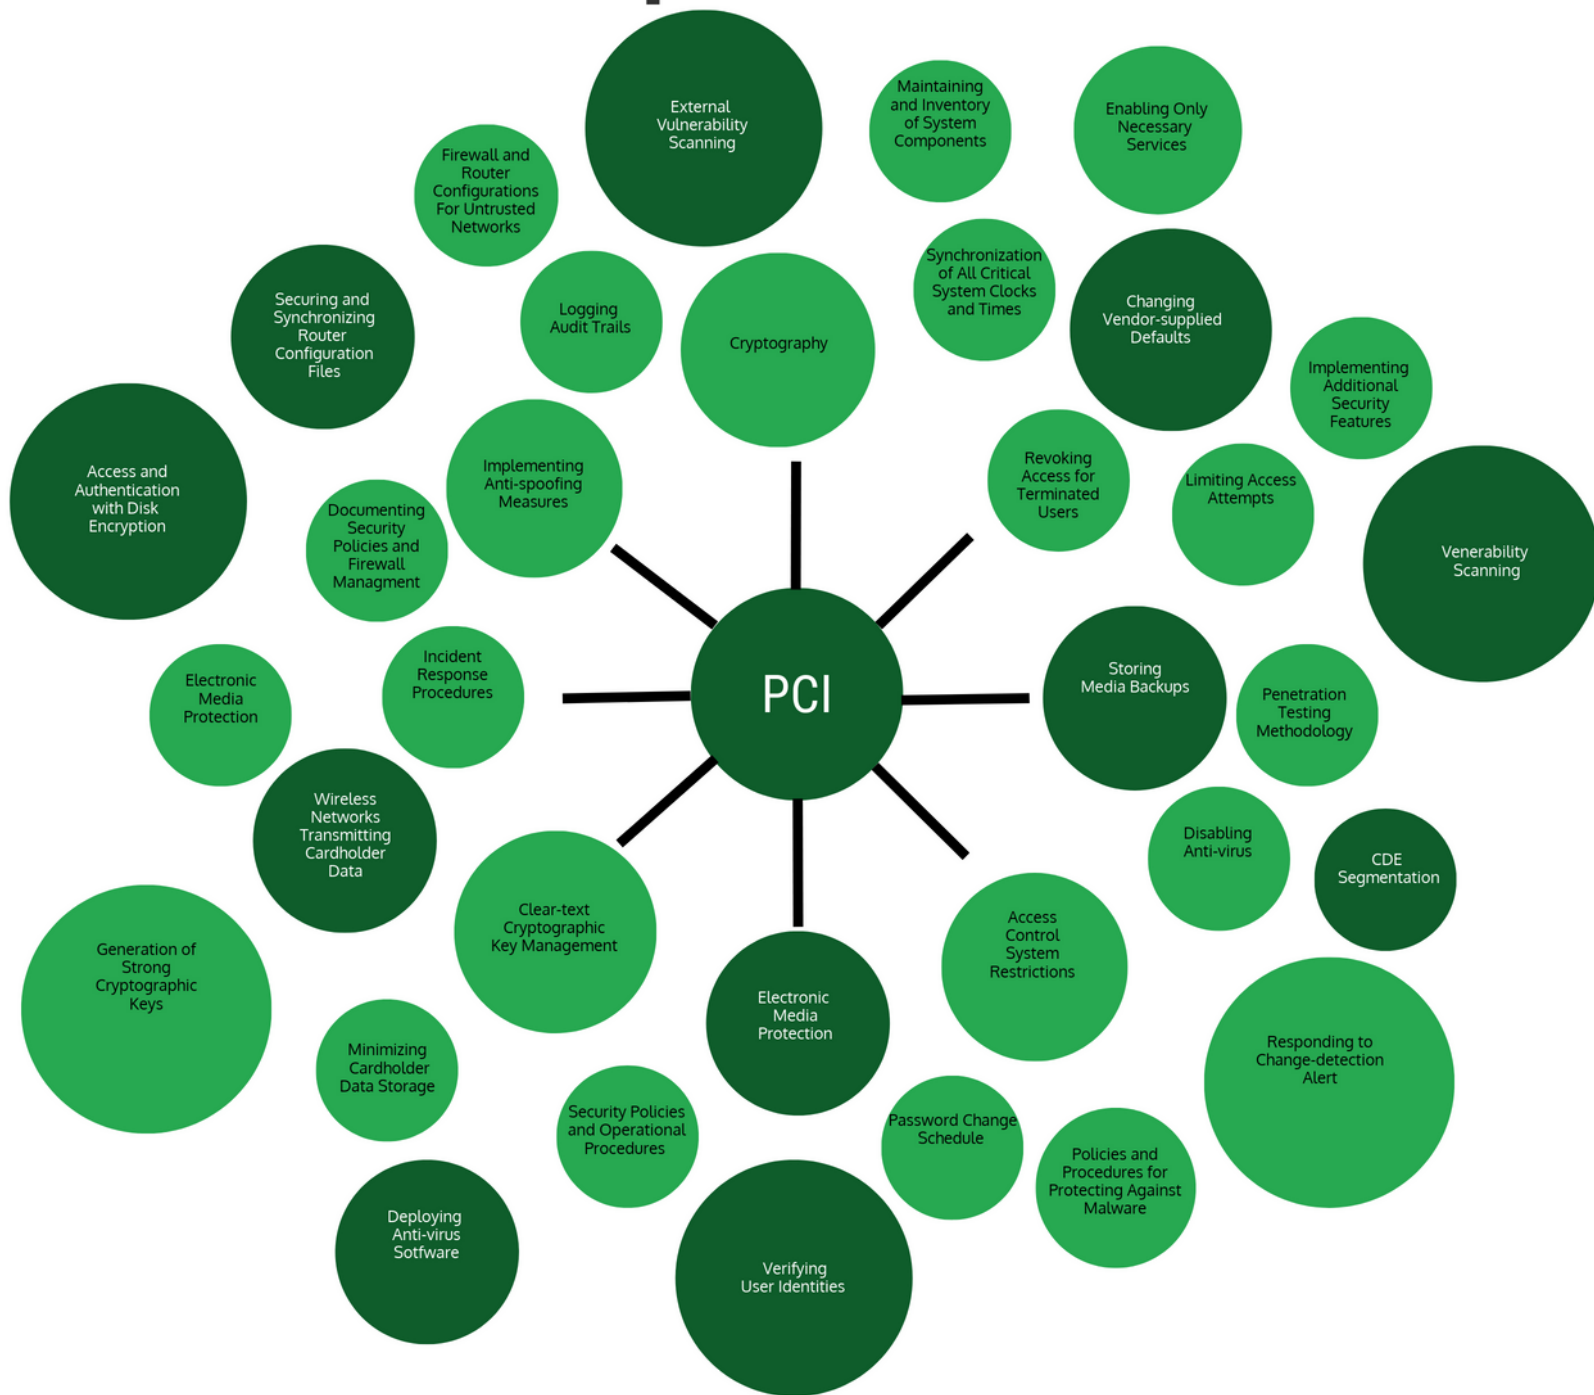 External
Vulnerability
Scanning
Maintaining
and Inventory
of System
Components
Enabling Only
Necessary
Services
Firewall and
Router
Configurations
For Untrusted
Networks
Securing and
Synchronizing
Router
Configuration
Files
Logging
Audit Trails
Cryptography
Synchronization
of All Critical
System Clocks
and Times
Changing
Vendor-supplied
Defaults
Implementing
Additional
Security
Features
Access and
Authentication
with Disk
Encryption
Documenting
Security
Policies and
Firewall
Managment
Implementing
Anti-spoofing
Measures
Revoking
Access for
Terminated
Users
Limiting Access
Attempts
Venerability
Scanning
Electronic
Media
Protection
Incident
Response
Procedures
PCI
Storing
Media Backups
Penetration
Testing
Methodology
Wireless
Networks
Transmitting
Cardholder
Data
Disabling
Anti-virus
CDE
Segmentation
Generation of
Strong
Cryptographic
Keys
Clear-text
Cryptographic
Key Management
Electronic
Media
Protection
Access
Control
System
Restrictions
Responding to
Change-detection
Alert
Minimizing
Cardholder
Data Storage
Security Policies
and Operational
Procedures
Password Change
Schedule
Policies and
Procedures for
Protecting Against
Malware
Deploying
Anti-virus
Sotfware
Verifying
User Identities